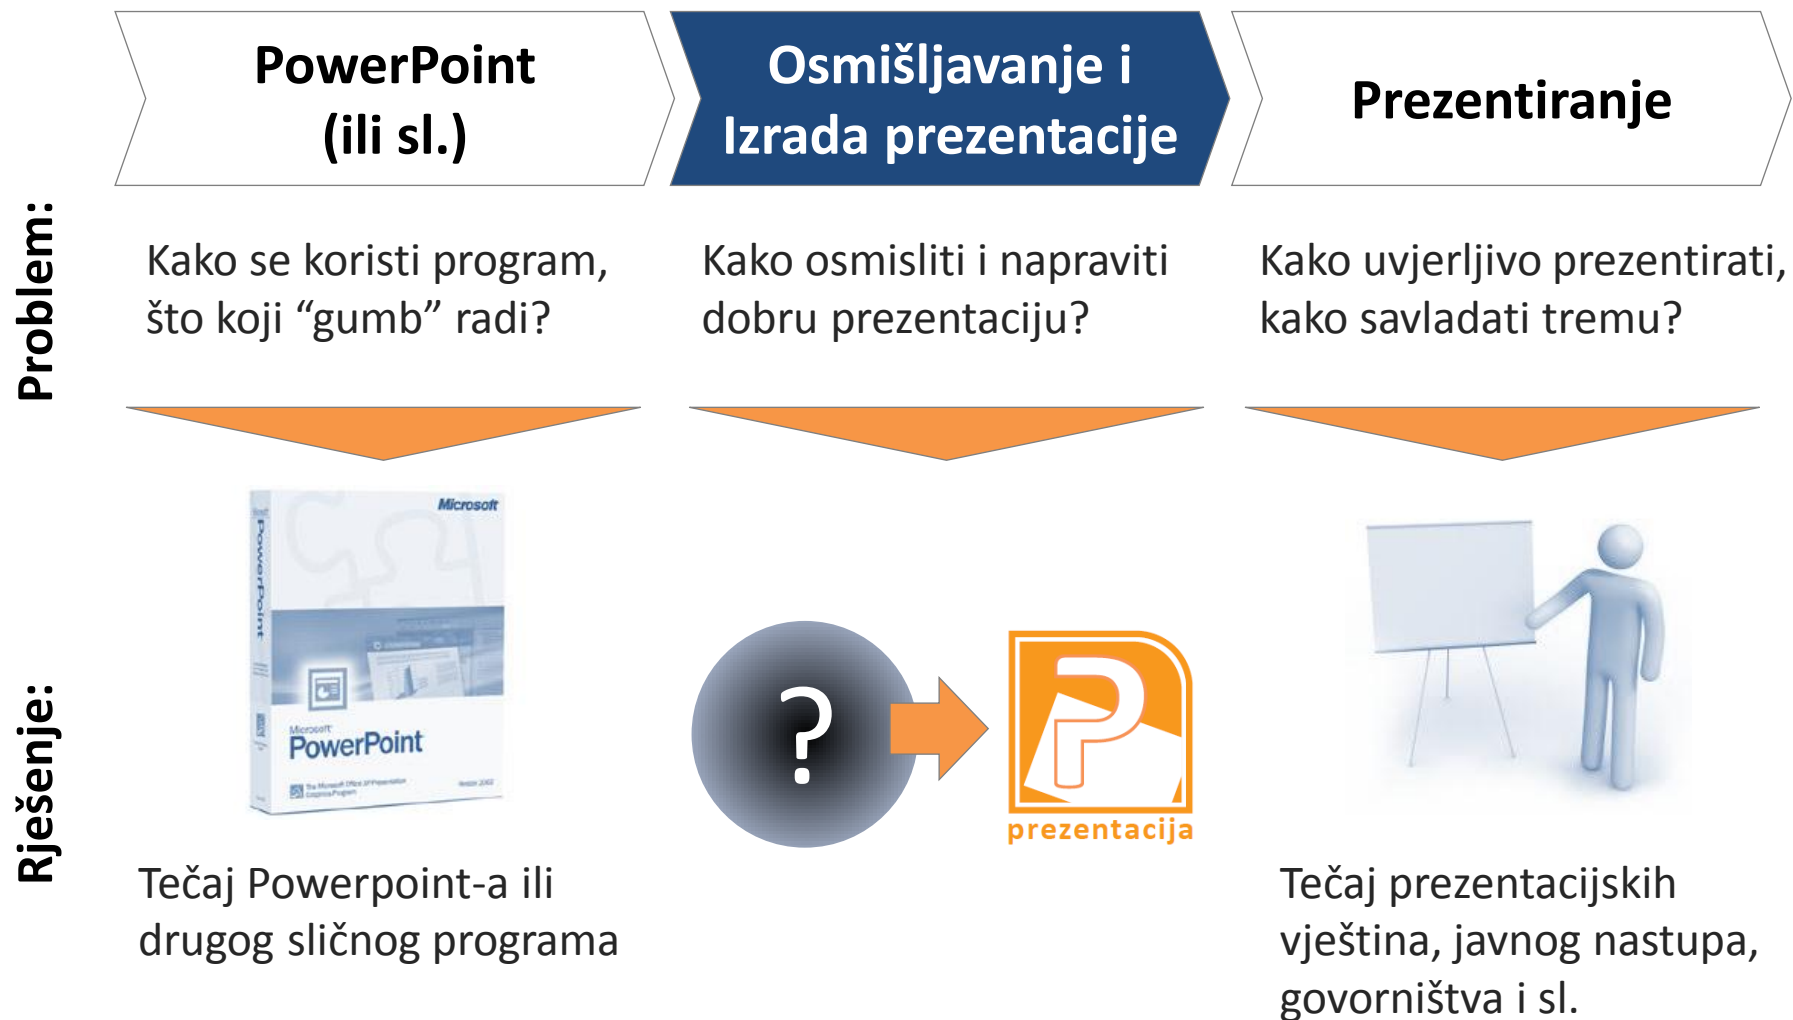 PowerPoint
(ili sl.)
Osmišljavanje i
Izrada prezentacije
Prezentiranje
Problem:
Kako se koristi program,
što koji “gumb” radi?
Kako osmisliti i napraviti
dobru prezentaciju?
Kako uvjerljivo prezentirati,
kako savladati tremu?
Rješenje:
Microsoft
PowerPoint
Microsoft
PowerPoint
Version 2002
?
P
prezentacija
Tečaj Powerpoint-a ili
drugog sličnog programa
Tečaj prezentacijskih
vještina, javnog nastupa,
govorništva i sl.